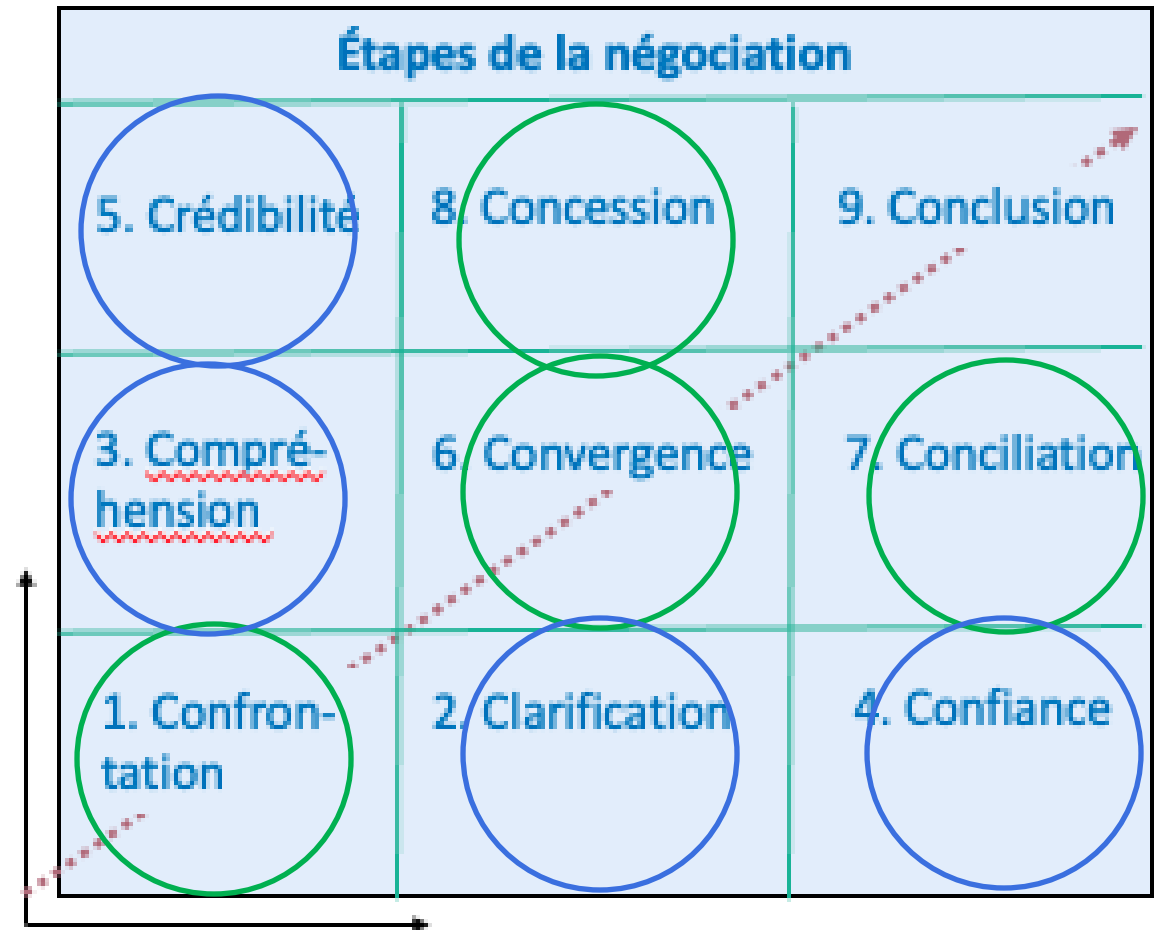 Étapes de la négociation
5. Crédibilité
8. Concession
9. Conclusion
3. Compré-
hension
6. Convergence
7. Conciliation
1. Confron-
tation
2. Clarification
4. Confiance